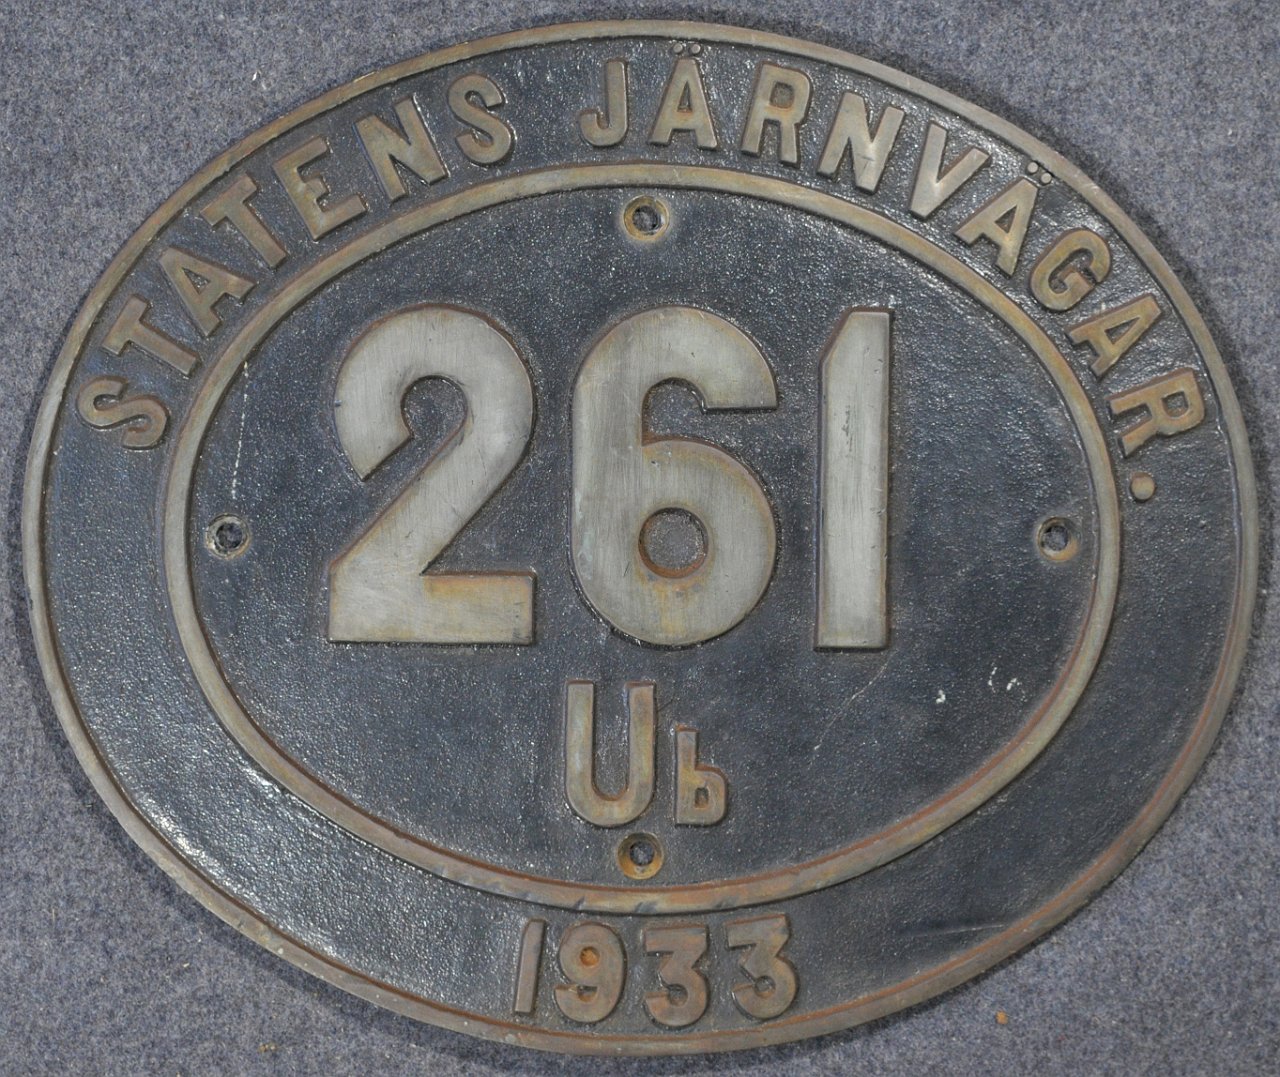 STATENS JÄRNVÄGAR.
261
Ub
1933